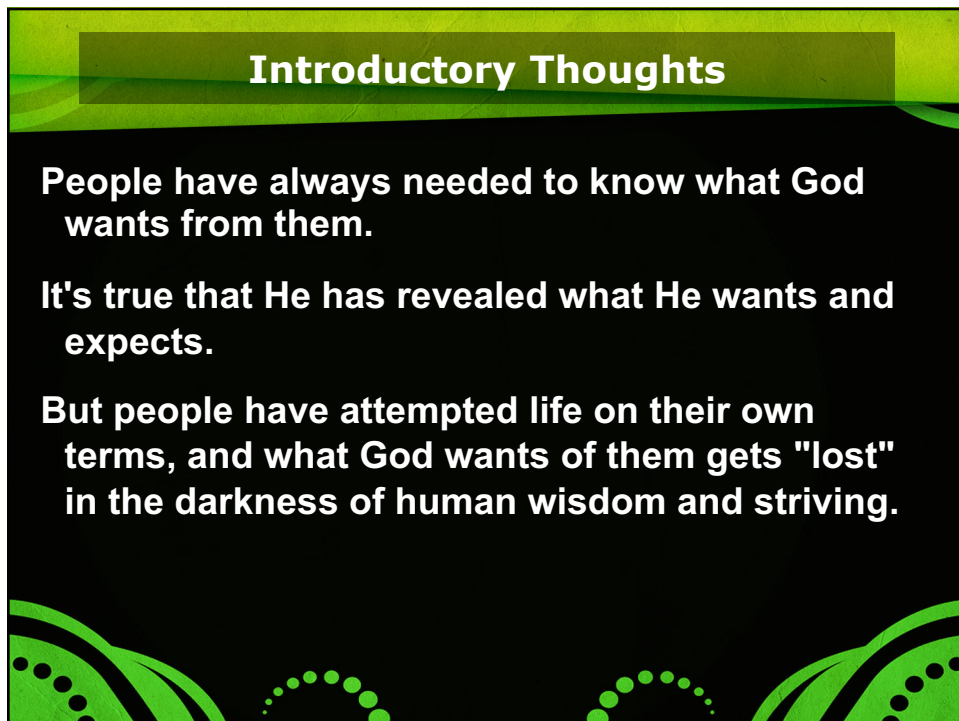 Introductory Thoughts
People have always needed to know what God
wants from them.
It's true that He has revealed what He wants and
expects.
But people have attempted life on their own
terms, and what God wants of them gets "lost"
in the darkness of human wisdom and striving.